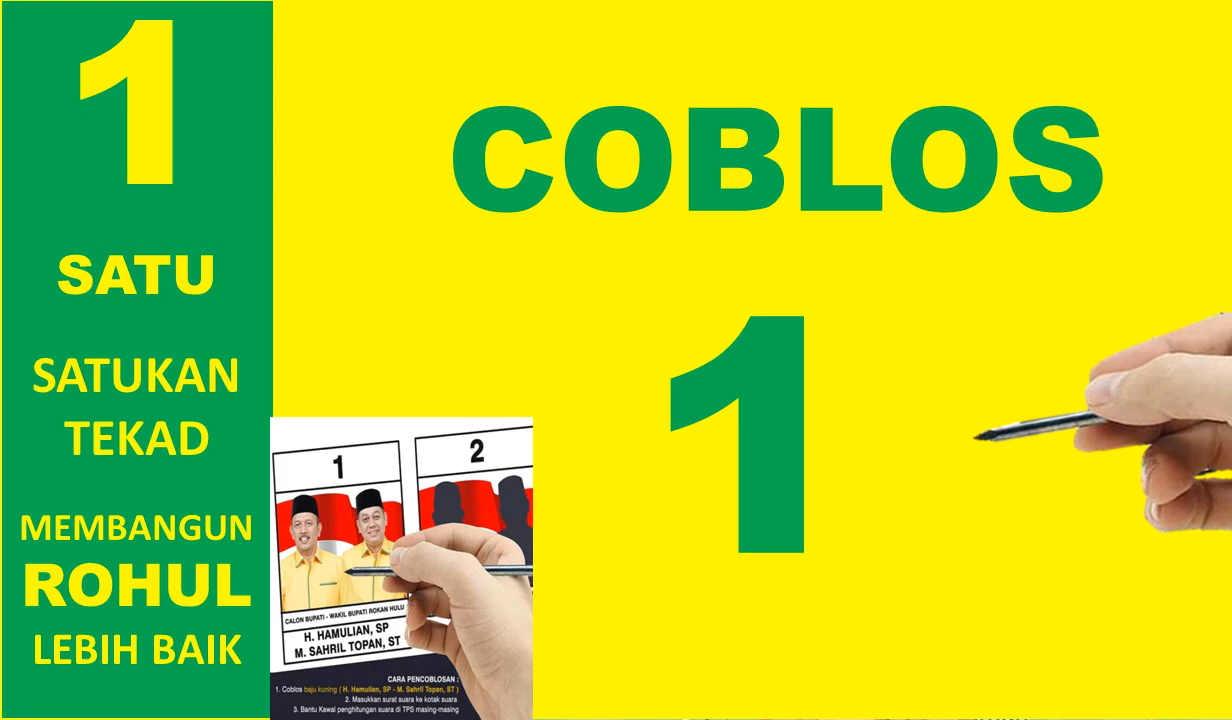 1
SATU
SATUKAN
TEKAD
MEMBANGUN
ROHUL
LEBIH BAIK
COBLOS
1
1
2
CALON BUPATI - WAKIL BUPATI ROKAN HULU
H. HAMULIAN, SP
M. SAHRIL TOPAN, ST
CARA PENCOBLOSAN :
1. Coblos baju kuning ( H. Hamulian, SP - M. Sahril Topan, ST )
2. Masukkan surat suara ke kotak suara
3. Bantu Kawal penghitungan suara di TPS masing-masing